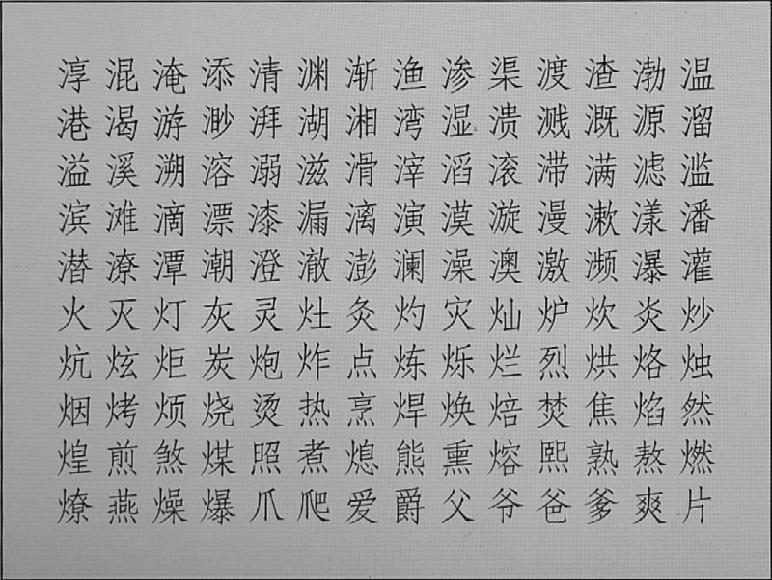 淳混淹添清渊渐渔渗渠渡渣渤温
港渴游渺湃湖湘湾湿溃溅溉源溜
溢溪溯溶溺滋滑滓滔滚滞满滤滥
滨滩滴漂漆漏漓演漠漩漫漱漾潘
潜潦潭潮澄澈澎澜澡澳激濒瀑灌
火灭灯灰灵灶灸灼灾灿炉炊炎炒
炕炫炬炭炮炸点炼烁烂烈烘烙烛
烟烤烦烧烫热烹焊焕焙焚焦焰然
煌煎煞煤照煮熄熊熏熔熙熟熬燃
燎燕燥爆爪爬爱爵父爷爸爹爽片